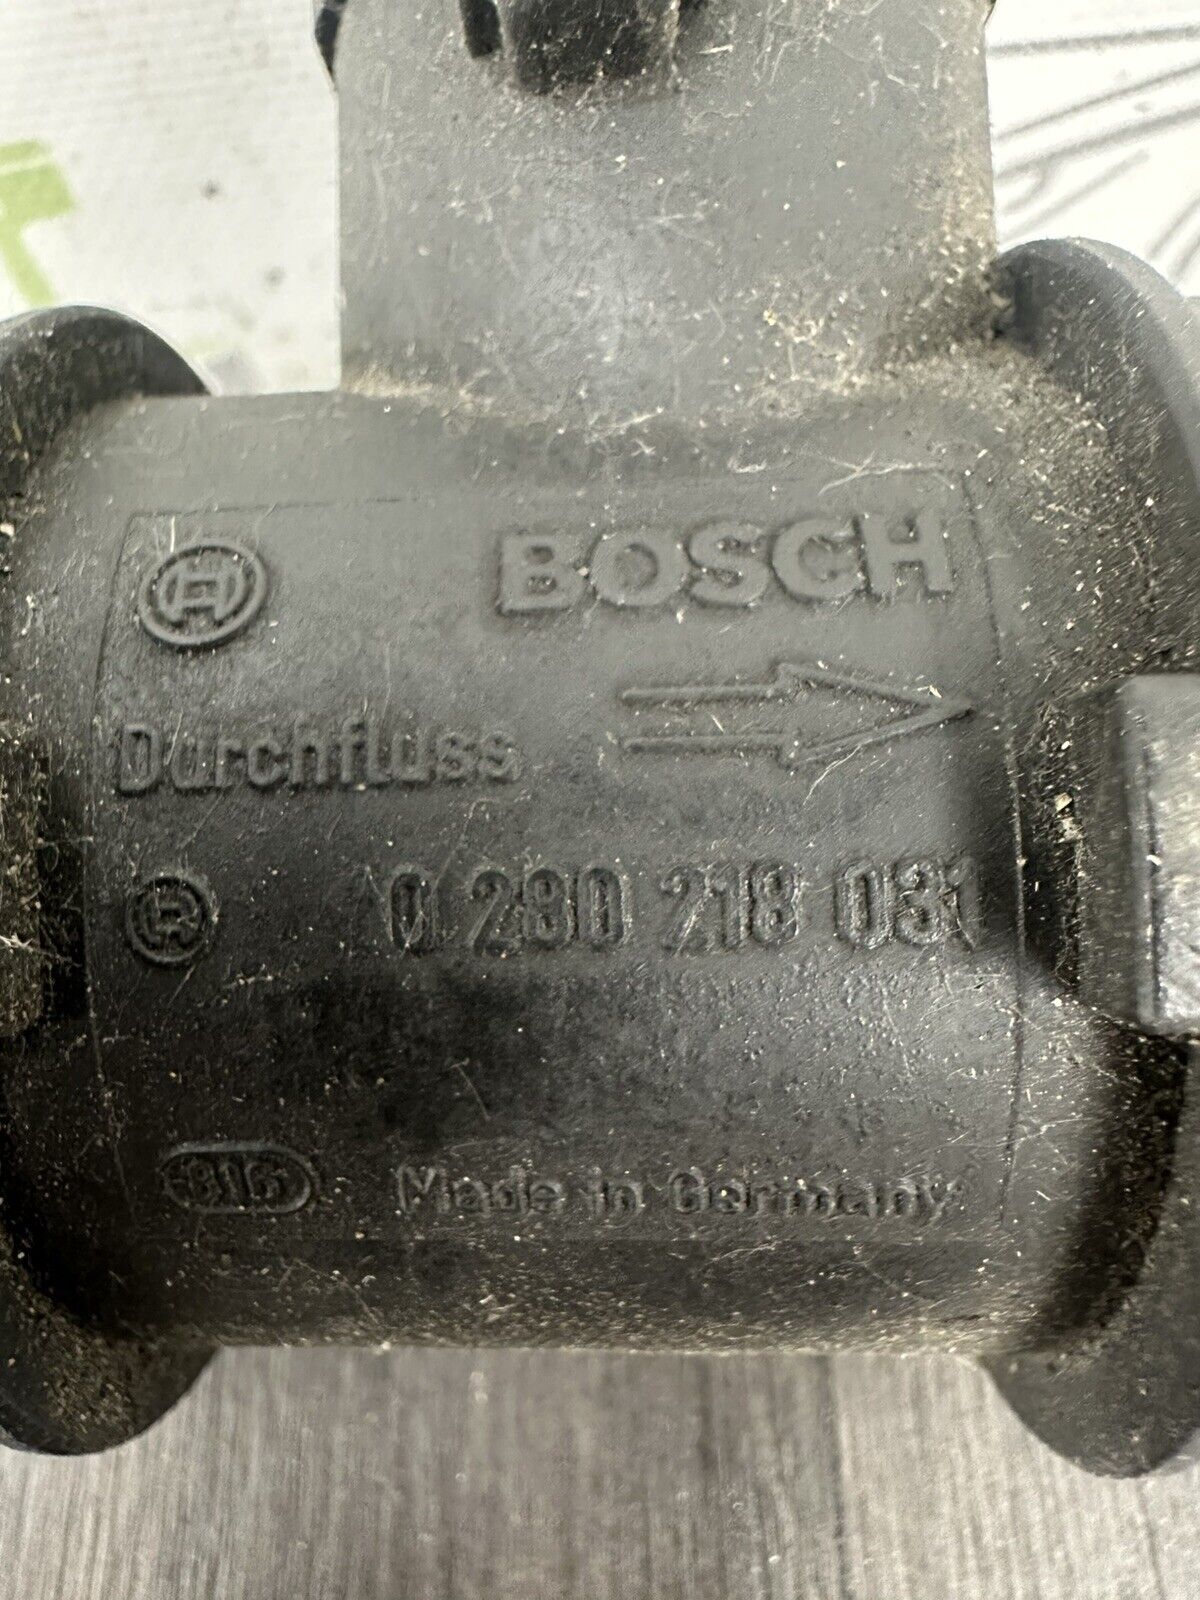 BOSCH
Durchfluss
0 280 218 031
Made in Germany